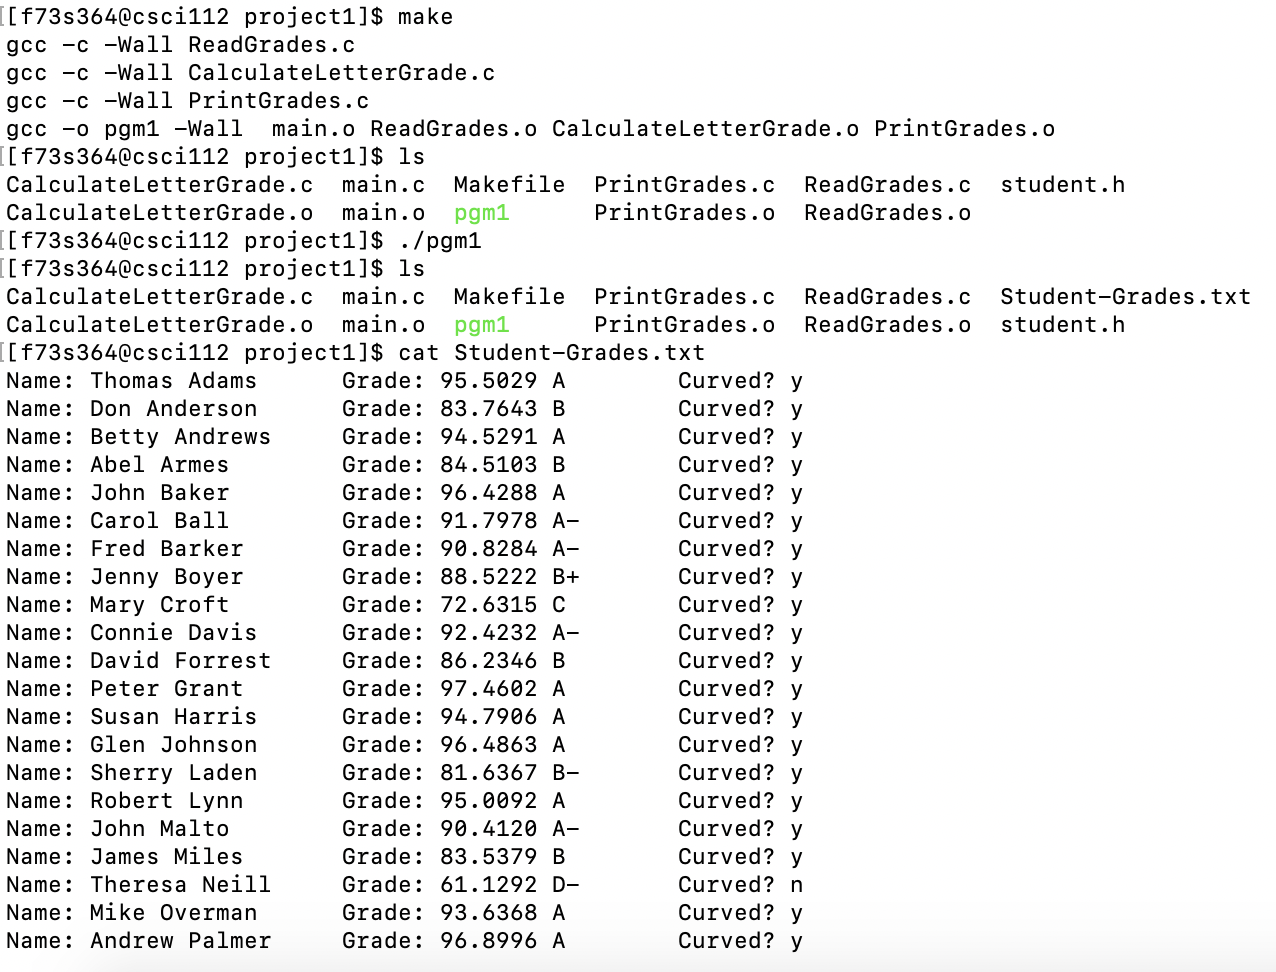 [[f73s364@csci112 project1]$ make
gcc -c -Wall ReadGrades.c
gcc -c -Wall CalculateLetterGrade.c
gcc -c -Wall PrintGrades.c
gcc -o pgm1 -Wall  main.o ReadGrades.o CalculateLetterGrade.o PrintGrades.o
[[f73s364@csci112 project1]$ ls
CalculateLetterGrade.c  main.c  Makefile  PrintGrades.c  ReadGrades.c  student.h
CalculateLetterGrade.o  main.o  pgm1      PrintGrades.o  ReadGrades.o
[[f73s364@csci112 project1]$ ./pgm1
[[f73s364@csci112 project1]$ ls
CalculateLetterGrade.c  main.c  Makefile  PrintGrades.c  ReadGrades.c  Student-Grades.txt
CalculateLetterGrade.o  main.o  pgm1      PrintGrades.o  ReadGrades.o  student.h
[[f73s364@csci112 project1]$ cat Student-Grades.txt
Name: Thomas Adams      Grade: 95.5029 A        Curved? y
Name: Don Anderson      Grade: 83.7643 B        Curved? y
Name: Betty Andrews     Grade: 94.5291 A        Curved? y
Name: Abel Armes        Grade: 84.5103 B        Curved? y
Name: John Baker        Grade: 96.4288 A        Curved? y
Name: Carol Ball        Grade: 91.7978 A-       Curved? y
Name: Fred Barker       Grade: 90.8284 A-       Curved? y
Name: Jenny Boyer       Grade: 88.5222 B+       Curved? y
Name: Mary Croft        Grade: 72.6315 C        Curved? y
Name: Connie Davis      Grade: 92.4232 A-       Curved? y
Name: David Forrest     Grade: 86.2346 B        Curved? y
Name: Peter Grant       Grade: 97.4602 A        Curved? y
Name: Susan Harris      Grade: 94.7906 A        Curved? y
Name: Glen Johnson      Grade: 96.4863 A        Curved? y
Name: Sherry Laden      Grade: 81.6367 B-       Curved? y
Name: Robert Lynn       Grade: 95.0092 A        Curved? y
Name: John Malto        Grade: 90.4120 A-       Curved? y
Name: James Miles       Grade: 83.5379 B        Curved? y
Name: Theresa Neill     Grade: 61.1292 D-       Curved? n
Name: Mike Overman      Grade: 93.6368 A        Curved? y
Name: Andrew Palmer     Grade: 96.8996 A        Curved? y